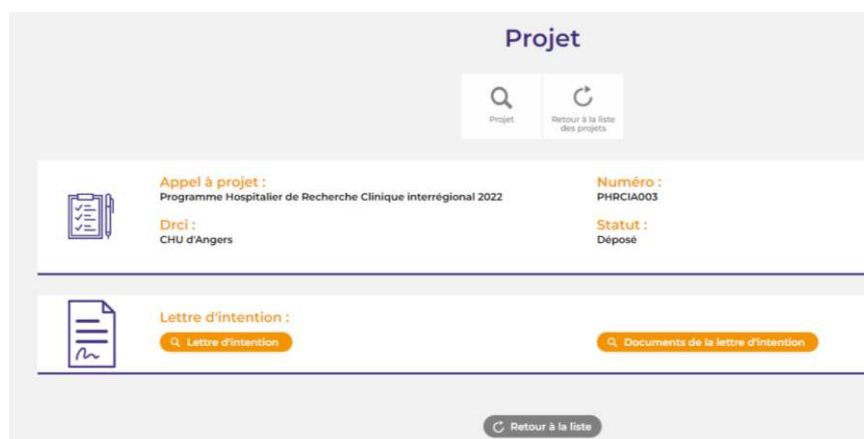 Projet
Projet
Retour à la liste
des projets
Appel à projet :
Programme Hospitalier de Recherche Clinique interrégional 2022
Numéro :
PHRCIA003
Drci :
CHU d'Angers
Statut :
Déposé
Lettre d'intention :
Lettre d'intention
Documents de la lettre d'intention
Retour à la liste